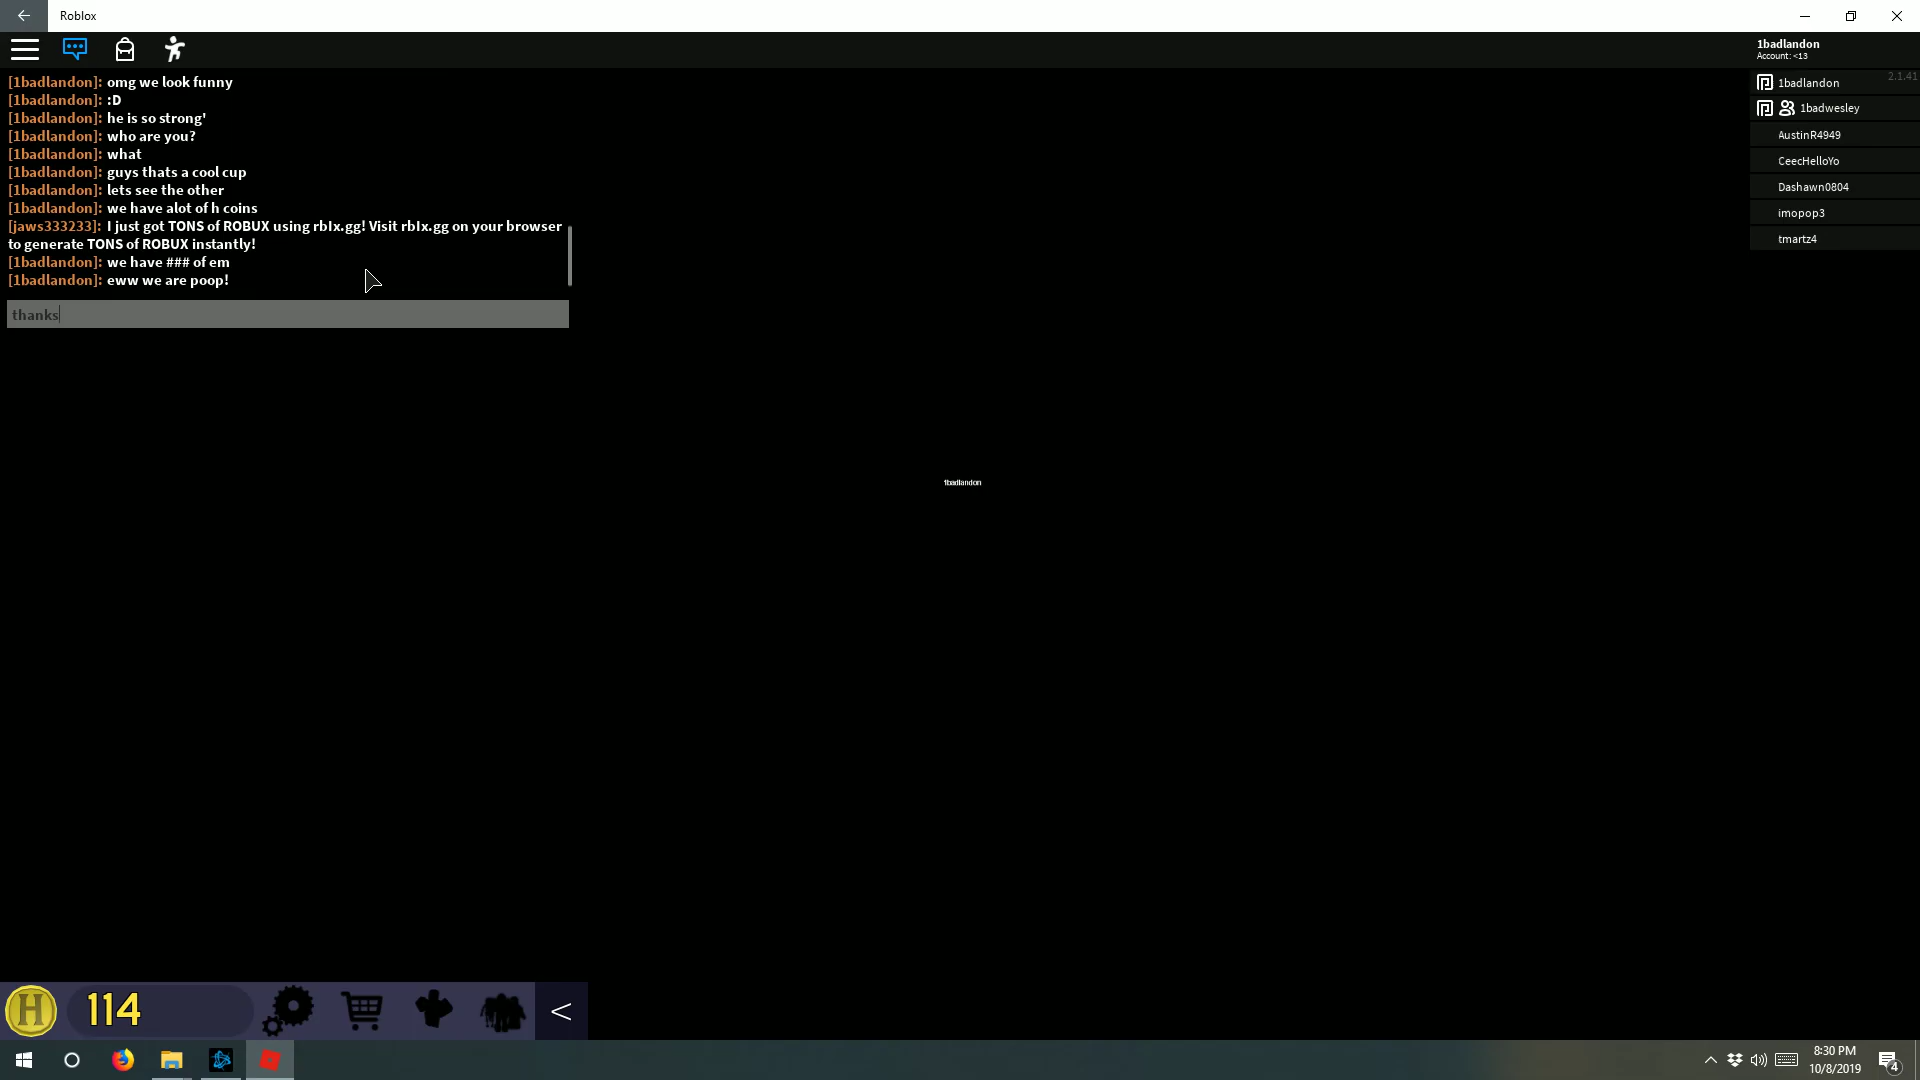 Roblox
1badlandon
Account: <13
[1badlandon]: omg we look funny
[1badlandon]: :D
[1badlandon]: he is so strong'
[1badlandon]: who are you?
[1badlandon]: what
[1badlandon]: guys thats a cool cup
[1badlandon]: lets see the other
[1badlandon]: we have alot of h coins
[jaws333233]: I just got TONS of ROBUX using rbIx.gg! Visit rbIx.gg on your browser
to generate TONS of ROBUX instantly!
[1badlandon]: we have ### of em
[1badlandon]: eww we are poop!
thanks
2.1.41
1badlandon
1badwesley
AustinR4949
CeecHelloYo
Dashawn0804
imopop3
tmartz4
1badlandon
H
114
<
8:30 PM
10/8/2019
4